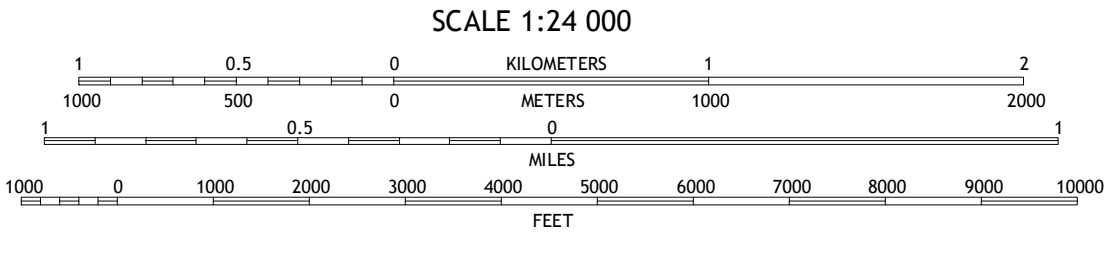 SCALE 1:24 000
1 0.5 0 KILOMETERS 1 2
1000 500 0 METERS 1000 2000
1 0.5 0 1
MILES
1000 0 1000 2000 3000 4000 5000 6000 7000 8000 9000 10000
FEET